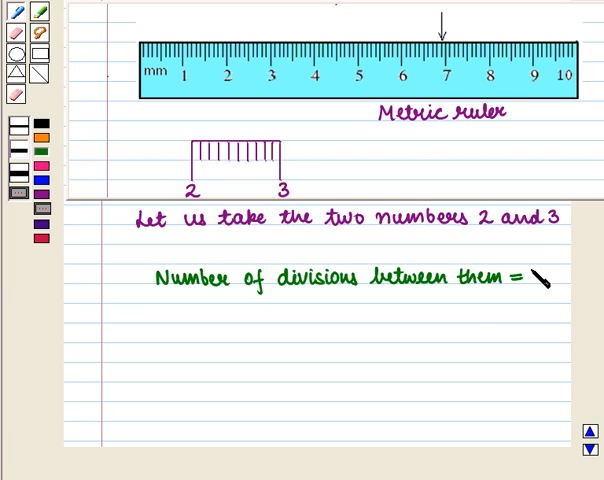 mm 1 2 3 4 5 6 7 8 9 10
Metric ruler
2 3
Let us take the two numbers 2 and 3
Number of divisions between them =